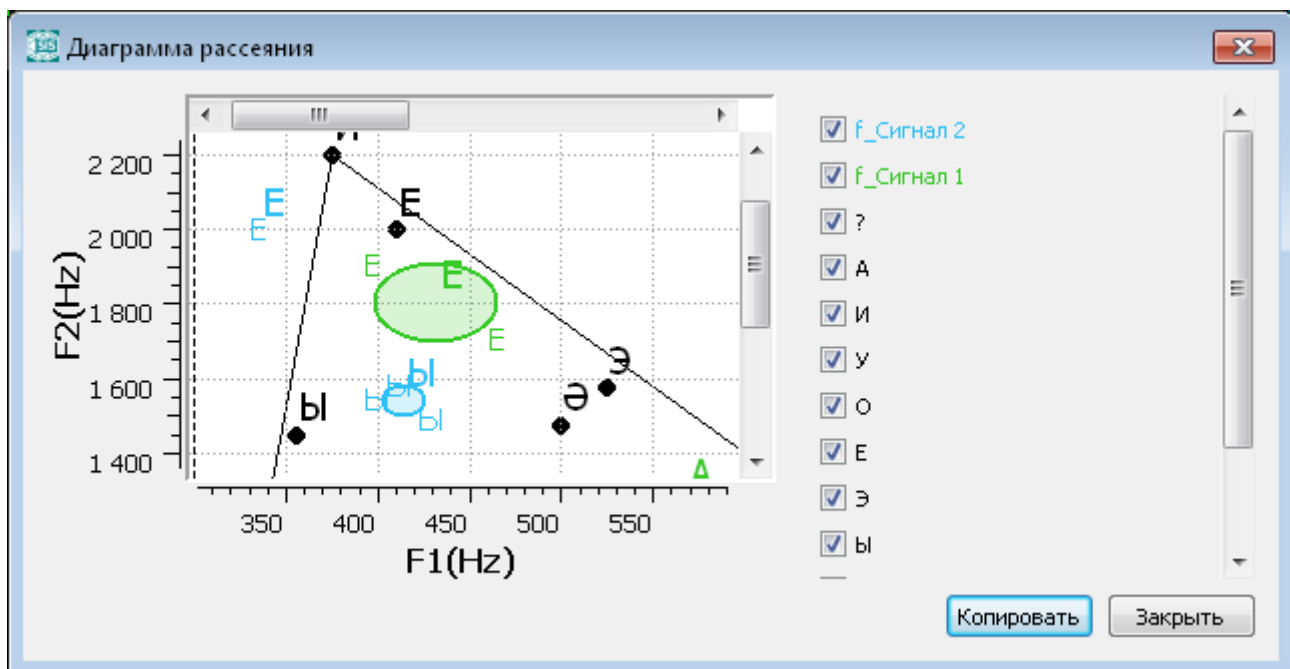 Диаграмма рассеяния
F2(Hz)
2 200
2 000
1 800
1 600
1 400
И
Е
Е
Е
Е
Е
Е
Ы
Ы
Ы
Ы
Ы
Э
Ə
350
400
450
500
550
F1(Hz)
f_Сигнал 2
f_Сигнал 1
?
А
И
У
О
Е
Э
Ы
Копировать
Закрыть